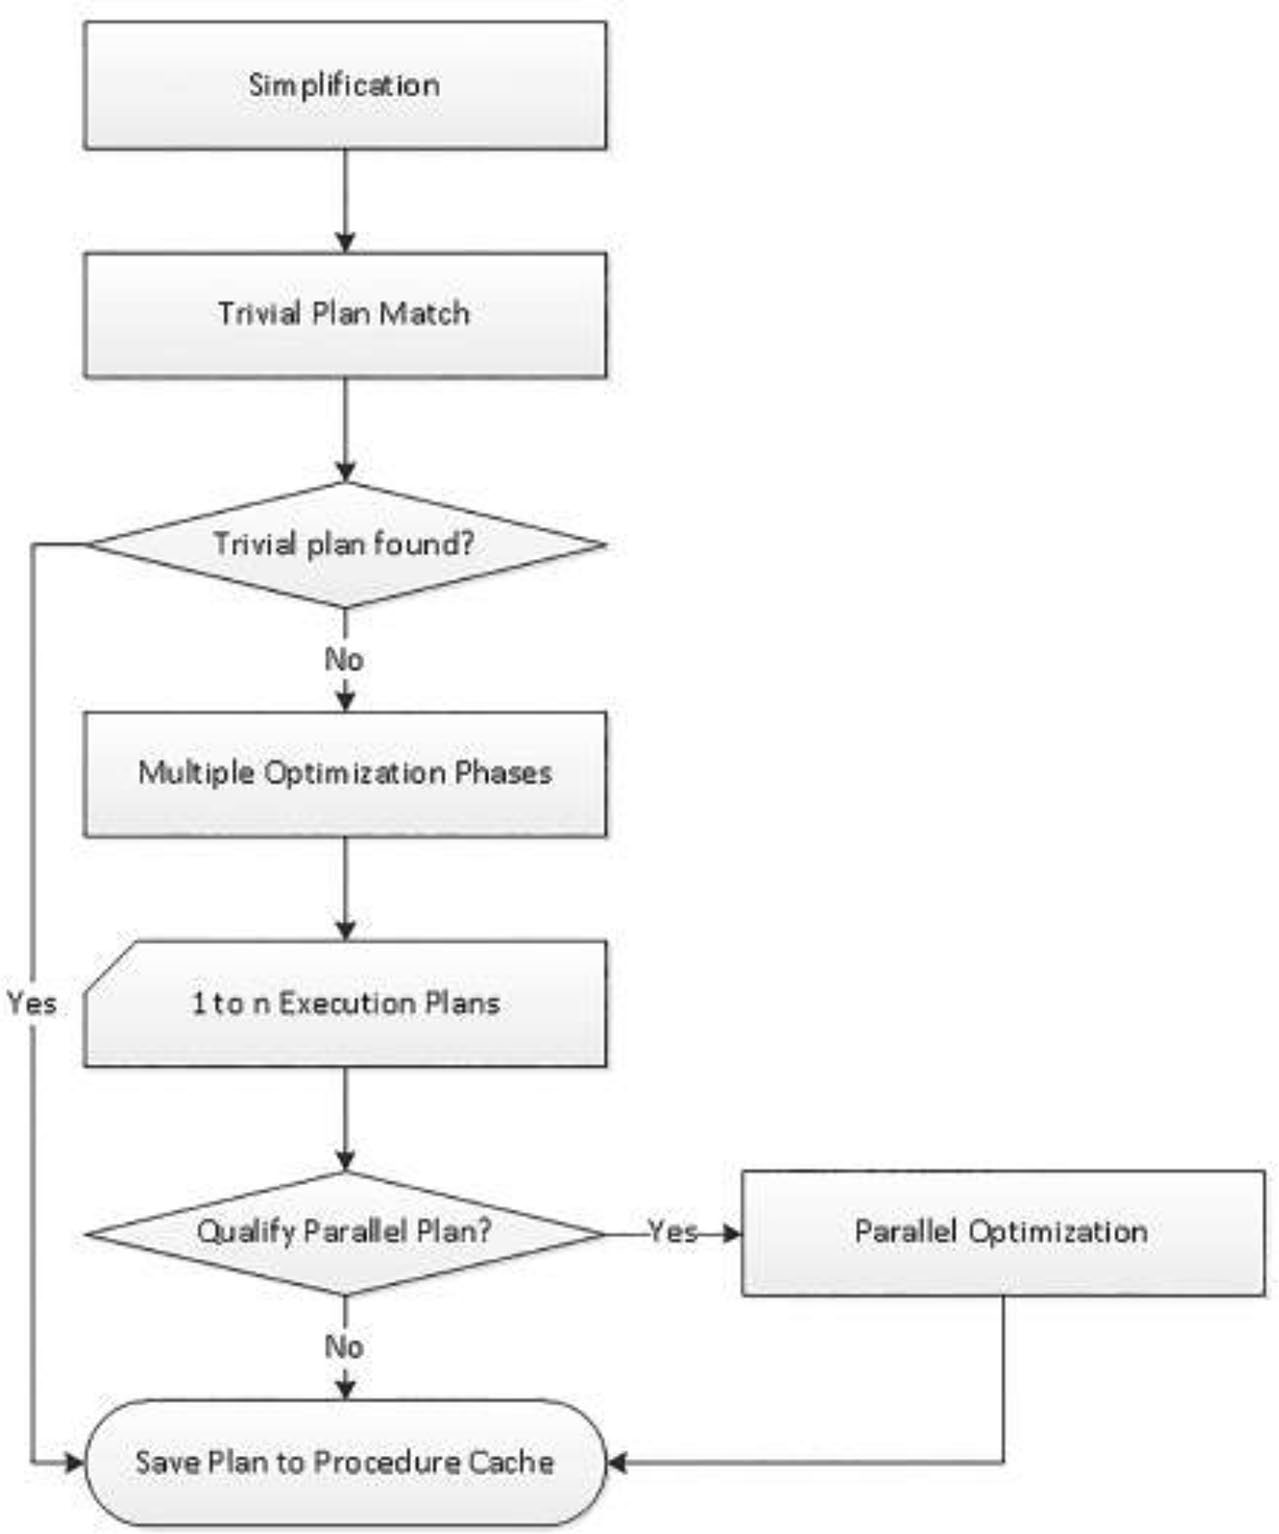 Simplification
Trivial Plan Match
Trivial plan found?
No
Multiple Optimization Phases
Yes
1 to n Execution Plans
Qualify Parallel Plan?
Yes
Parallel Optimization
No
Save Plan to Procedure Cache